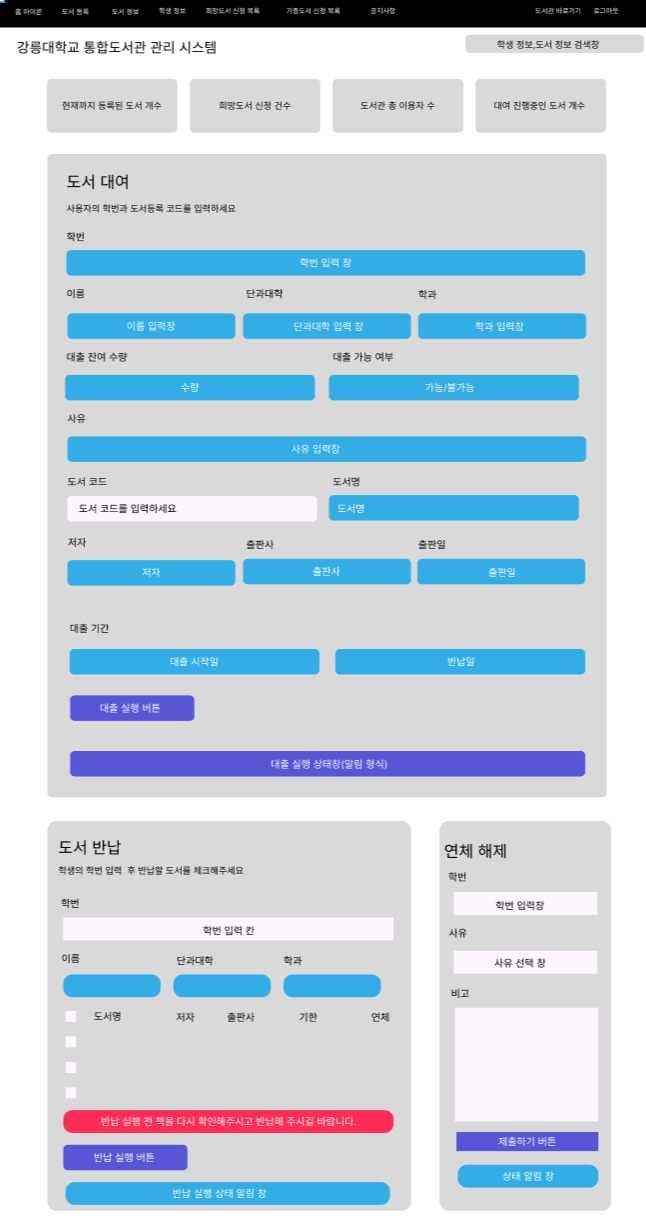 홈 아이콘 도서 등록 도서 정보 학생 정보 희망도서 신청 목록 기증도서 신청 목록 공지사항 도서관 바로가기 로그아웃
강릉대학교 통합도서관 관리 시스템
학생 정보,도서 정보 검색창
현재까지 등록된 도서 개수 희망도서 신청 건수 도서관 총 이용자 수 대여 진행중인 도서 개수
도서 대여
사용자의 학번과 도서등록 코드를 입력하세요
학번
학번 입력 창
이름 단과대학 학과
이름 입력창 단과대학 입력 창 학과 입력창
대출 잔여 수량 대출 가능 여부
수량 가능/불가능
사유
사유 입력창
도서 코드 도서명
도서 코드를 입력하세요 도서명
저자 출판사 출판일
저자 출판사 출판일
대출 기간
대출 시작일 반납일
대출 실행 버튼
대출 실행 상태창(알림 형식)
도서 반납
학생의 학번 입력 후 반납할 도서를 체크해주세요
학번
학번 입력 칸
이름 단과대학 학과
도서명 저자 출판사 기한 연체
반납 실행 전 책을 다시 확인해주시고 반납해 주시길 바랍니다.
반납 실행 버튼
반납 실행 상태 알림 창
연체 해제
학번
학번 입력창
사유
사유 선택 창
비고
제출하기 버튼
상태 알림 창